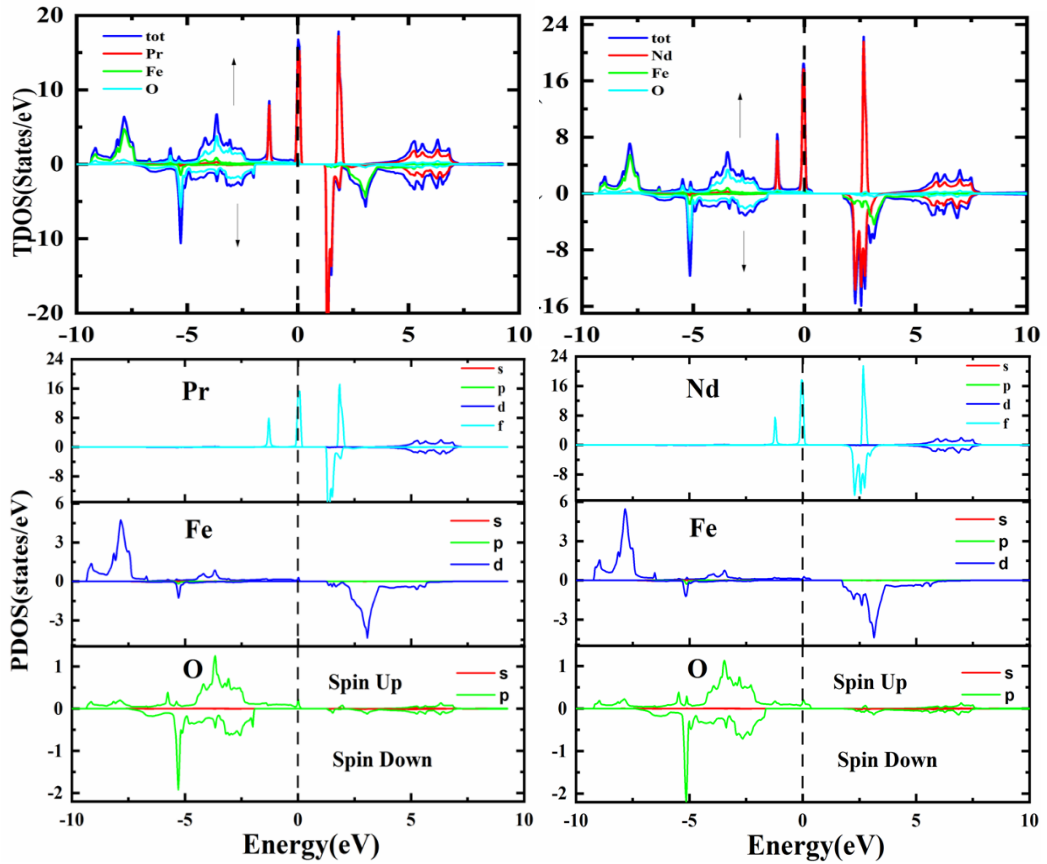 TDOS(States/eV)
20
10
0
10
20
tot
Pr
Fe
O
-10
-5
0
5
10
24
16
8
0
-8
-16
tot
Nd
Fe
O
-10
-5
0
5
10
PDOS(states/eV)
24
16
8
0
-8
Pr
s
p
d
f
6
3
0
-3
Fe
s
p
d
1
0
-1
-2
O
s
p
Spin Up
Spin Down
-10
-5
0
5
10
Energy(eV)
24
16
8
0
-8
Nd
s
p
d
f
6
3
0
-3
Fe
s
p
d
1
0
-1
-2
O
s
p
Spin Up
Spin Down
-10
-5
0
5
10
Energy(eV)